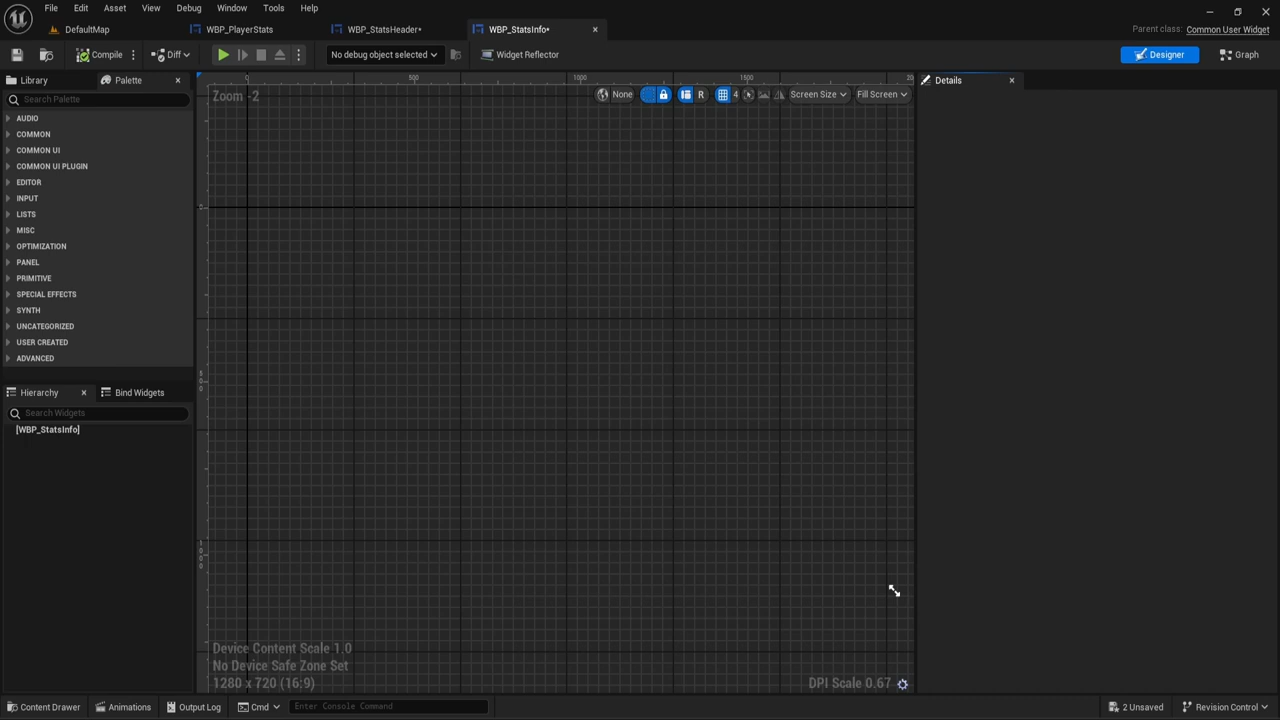 File Edit Asset View Debug Window Tools Help
DefaultMap WBP_PlayerStats WBP_StatsHeader* WBP_StatsInfo*
Parent class: Common User Widget
Compile Diff No debug object selected Widget Reflector Designer Graph
Library Palette
Search Palette
AUDIO
COMMON
COMMON UI
COMMON UI PLUGIN
EDITOR
INPUT
LISTS
MISC
OPTIMIZATION
PANEL
PRIMITIVE
SPECIAL EFFECTS
SYNTH
UNCATEGORIZED
USER CREATED
ADVANCED
Hierarchy Bind Widgets
Search Widgets
[WBP_StatsInfo]
0 500 1000 1500 20
Zoom -2
None R 4 Screen Size Fill Screen
0
500
1000
Device Content Scale 1.0
No Device Safe Zone Set
1280 x 720 (16:9)
DPI Scale 0.67
Details
Content Drawer Animations Output Log Cmd Enter Console Command 2 Unsaved Revision Control